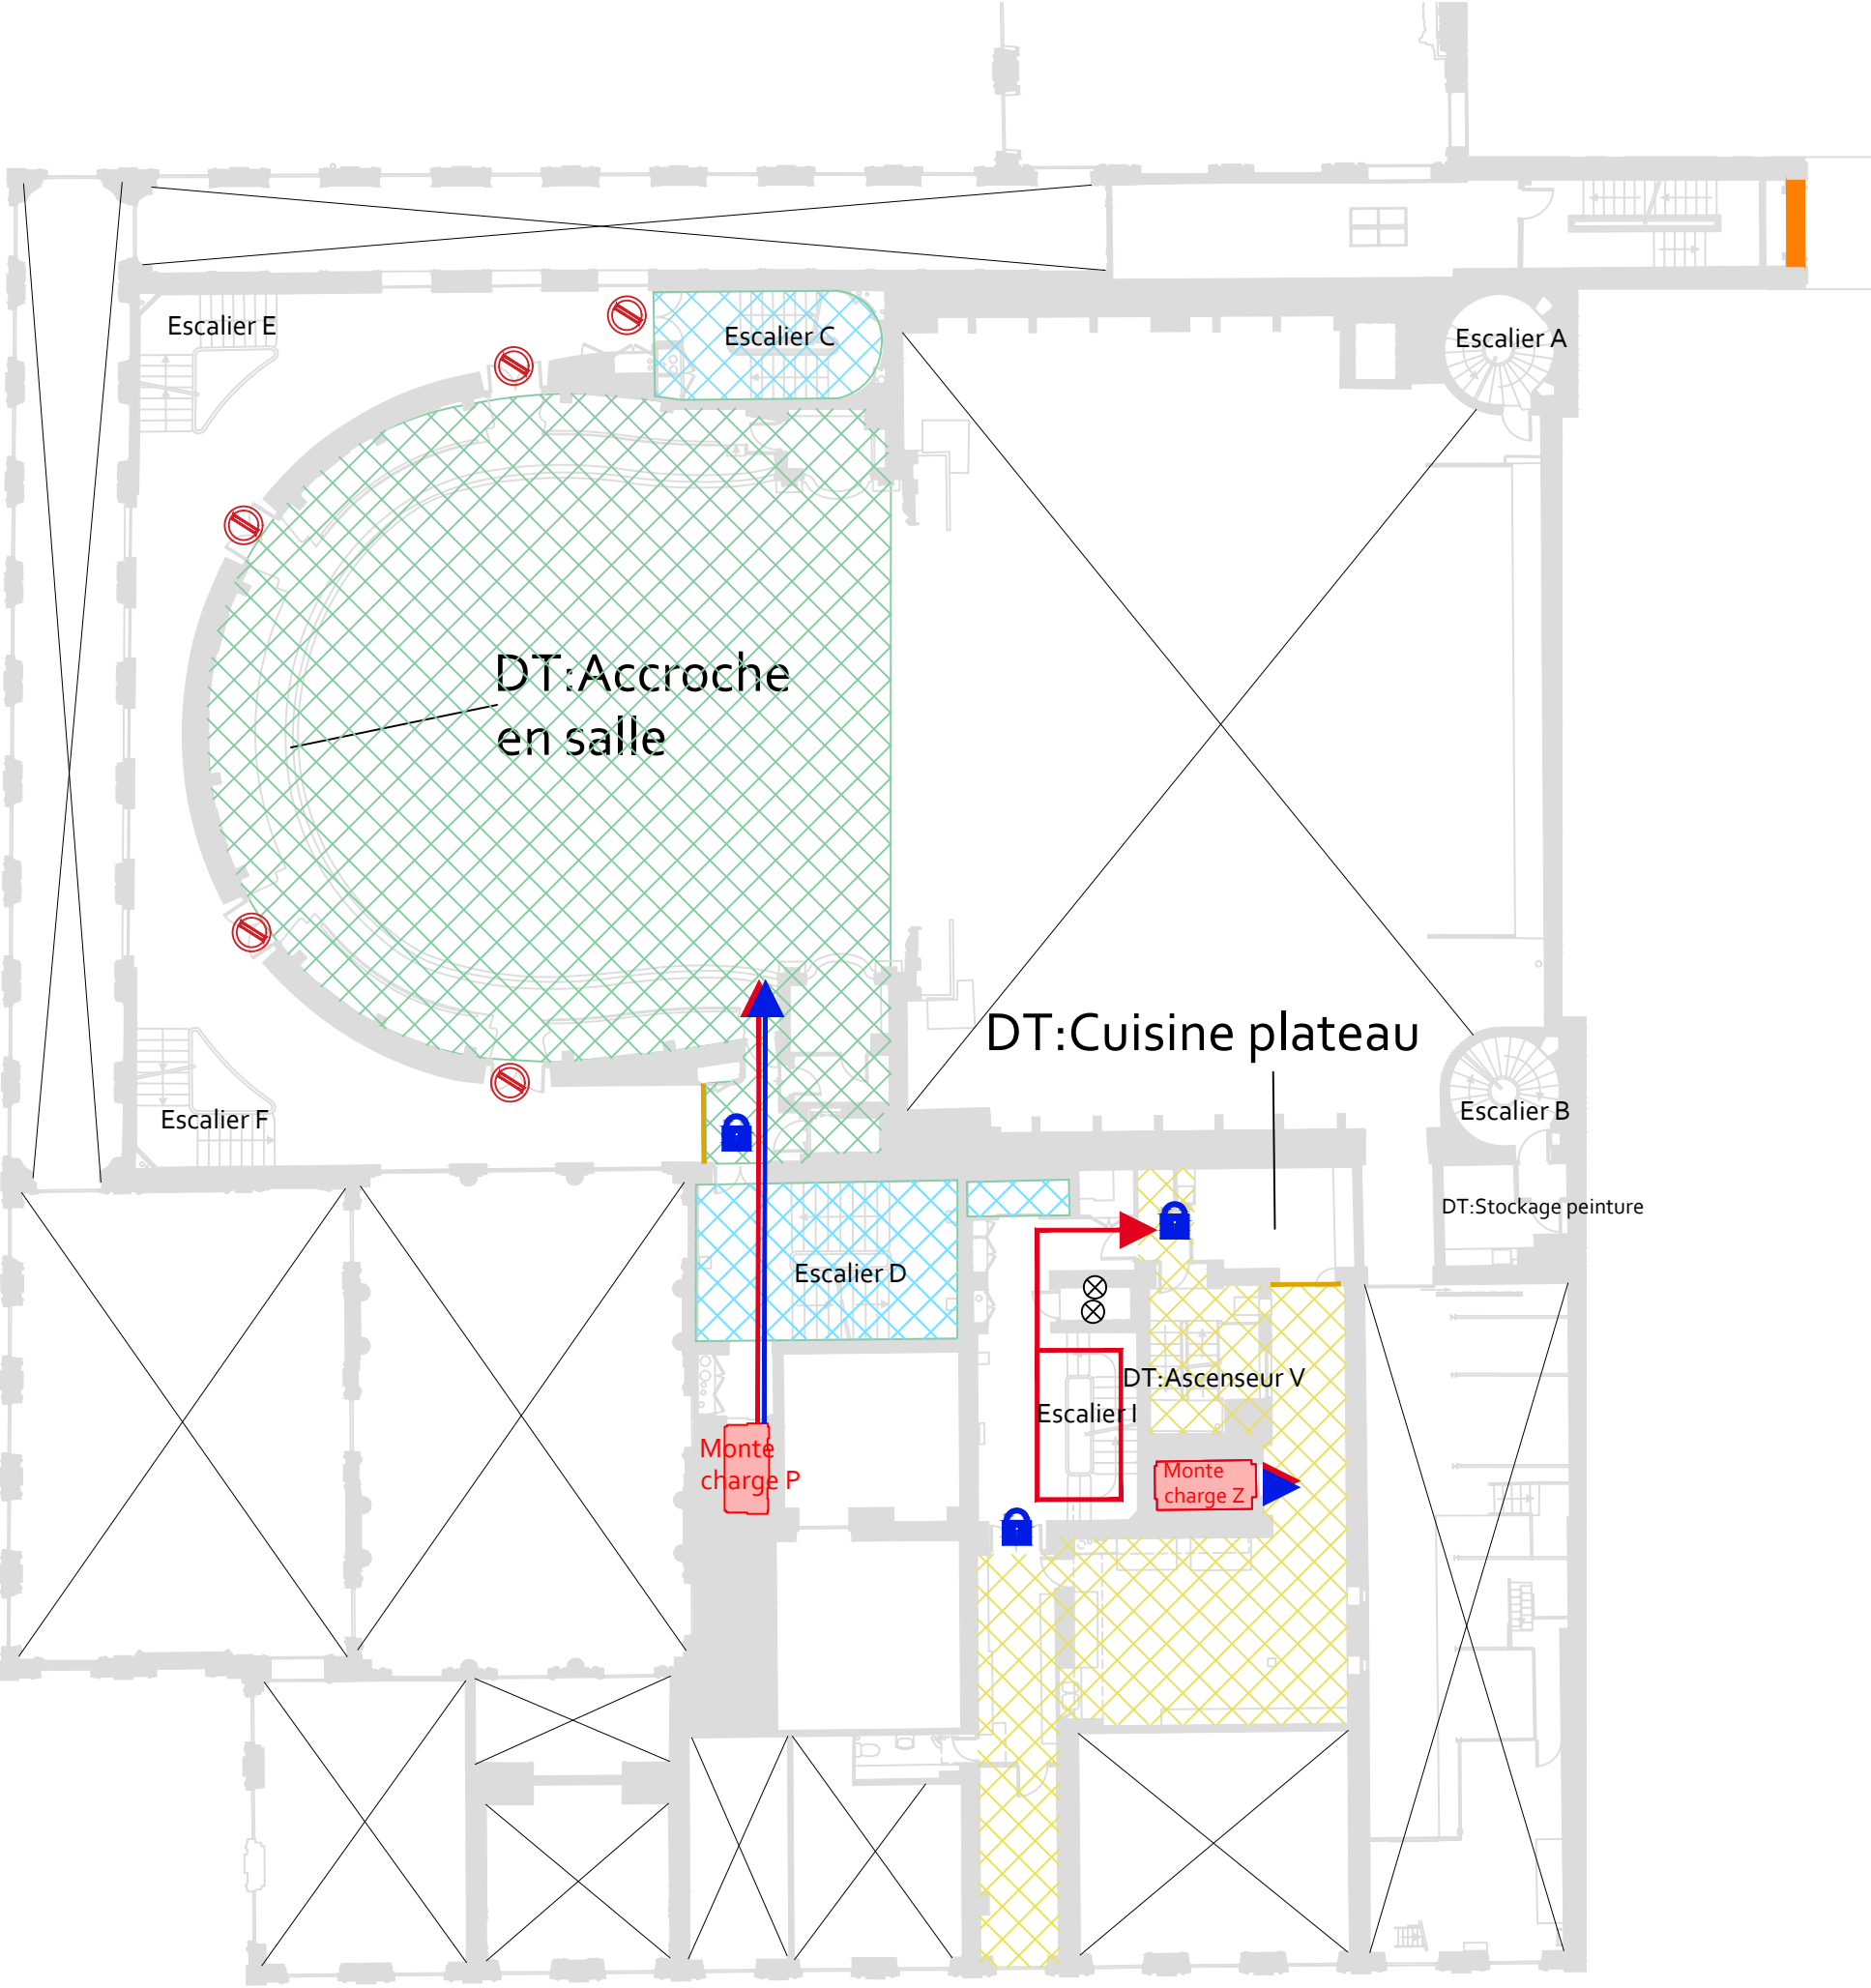 Escalier E
Escalier C
Escalier A
DT:Accroche
en salle
DT:Cuisine plateau
Escalier F
Escalier B
DT:Stockage peinture
Escalier D
DT:Ascenseur V
Escalier I
Monte
charge P
Monte
charge Z